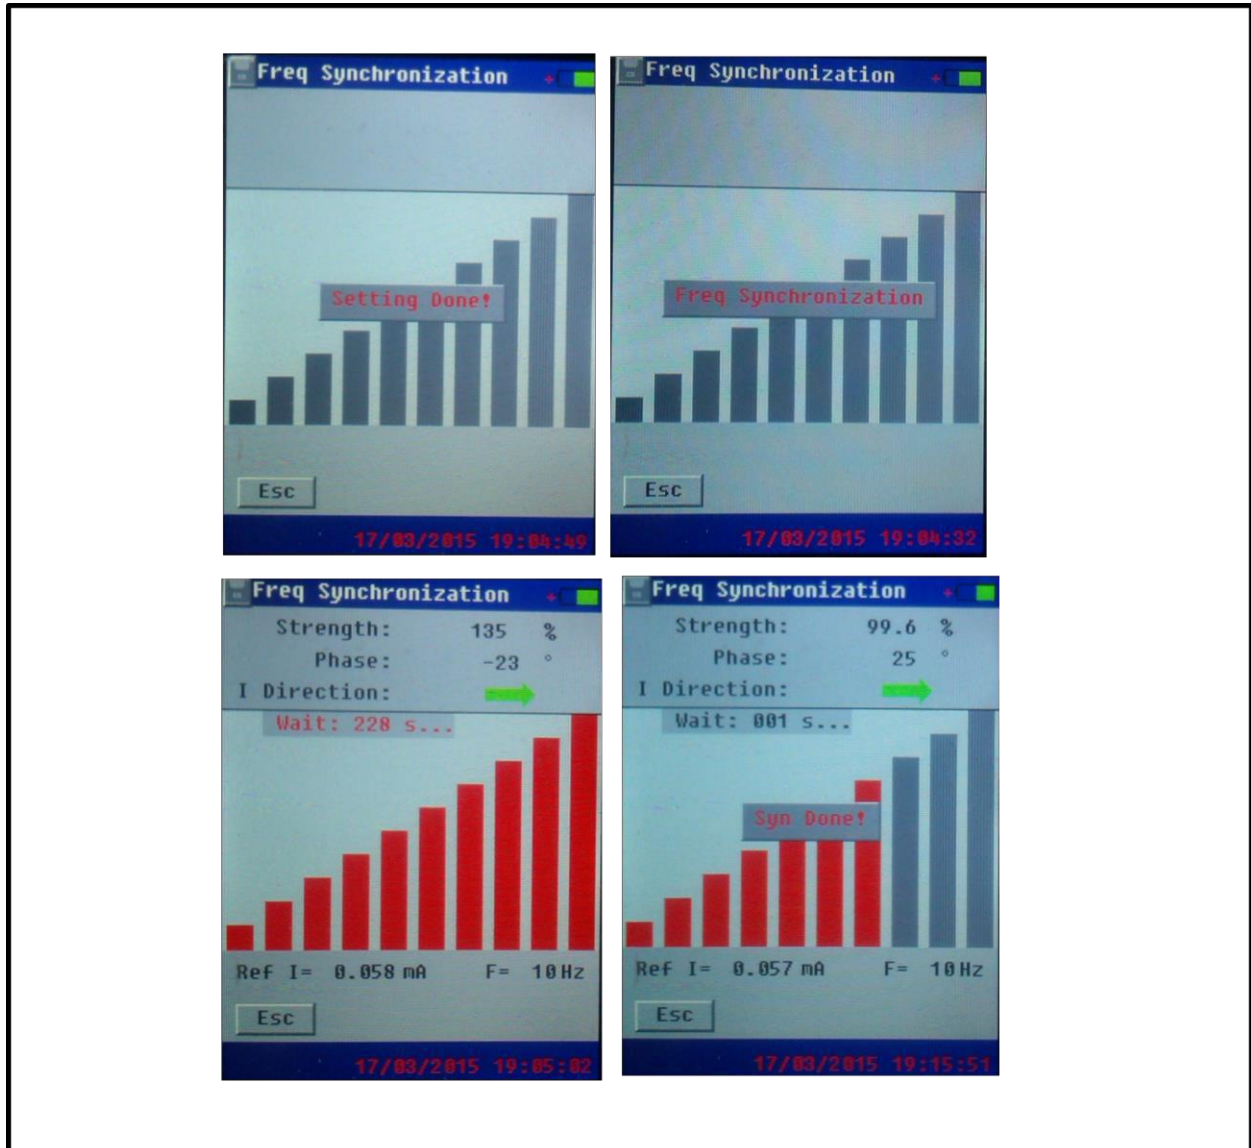 Freq Synchronization
Setting Done!
Esc
17/03/2015 19:04:49
Freq Synchronization
Freq Synchronization
Esc
17/03/2015 19:04:32
Freq Synchronization
Strength: 135 %
Phase: -23 °
I Direction:
Wait: 228 s...
Ref I= 0.058 mA F= 10Hz
Esc
17/03/2015 19:05:02
Freq Synchronization
Strength: 99.6 %
Phase: 25 °
I Direction:
Wait: 001 s...
Syn Done!
Ref I= 0.057 mA F= 10Hz
Esc
17/03/2015 19:15:51